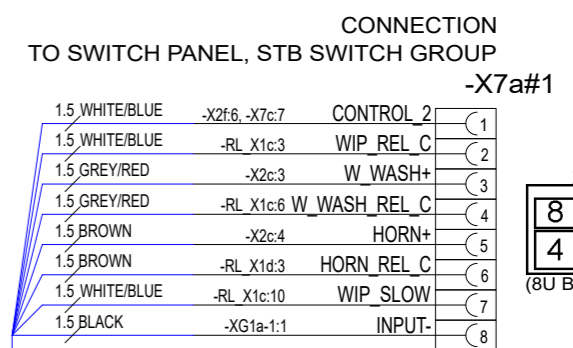 CONNECTION
TO SWITCH PANEL, STB SWITCH GROUP
-X7a#1
1.5 WHITE/BLUE -X2f:6, -X7c:7 CONTROL_2 1
1.5 WHITE/BLUE -RL_X1c:3 WIP_REL_C 2
1.5 GREY/RED -X2c:3 W_WASH+ 3
1.5 GREY/RED -RL_X1c:6 W_WASH_REL_C 4
1.5 BROWN -X2c:4 HORN+ 5
1.5 BROWN -RL_X1d:3 HORN_REL_C 6
1.5 WHITE/BLUE -RL_X1c:10 WIP_SLOW 7
1.5 BLACK -XG1a-1:1 INPUT- 8
8
4
(8U B